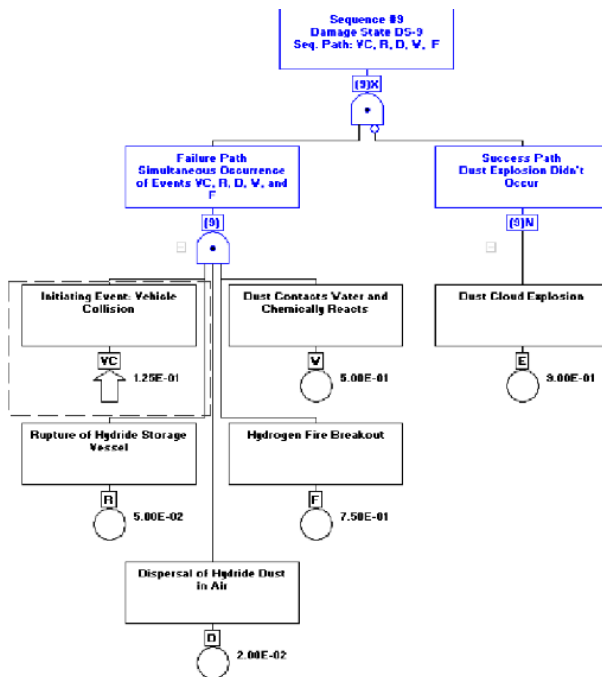 Sequence #9
Damage State DS-9
Seq. Path: VC, R, D, W, F
(9)X
Failure Path
Simultaneous Occurrence
of Events VC, R, D, W, and
F
(9)
Success Path
Dust Explosion Didn't
Occur
(9)N
Initiating Event: Vehicle
Collision
VC
1.25E-01
Dust Contacts Water and
Chemically Reacts
W
5.00E-01
Dust Cloud Explosion
E
9.00E-01
Rupture of Hydride Storage
Vessel
R
5.00E-02
Hydrogen Fire Breakout
F
7.50E-01
Dispersal of Hydride Dust
in Air
D
2.00E-02